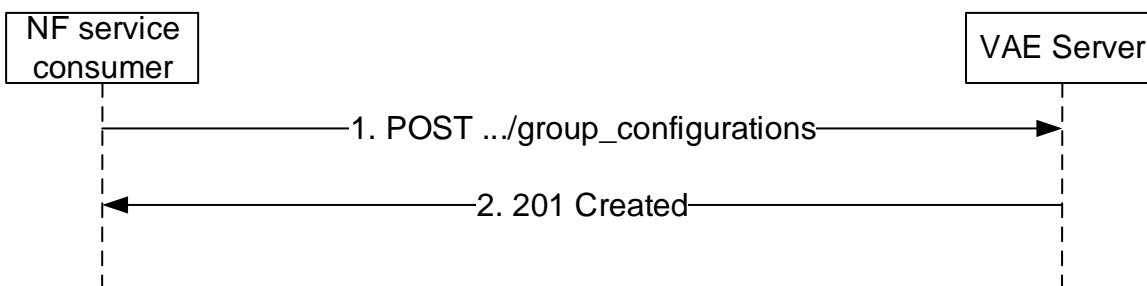 NF service
consumer
VAE Server
1. POST .../group_configurations
2. 201 Created